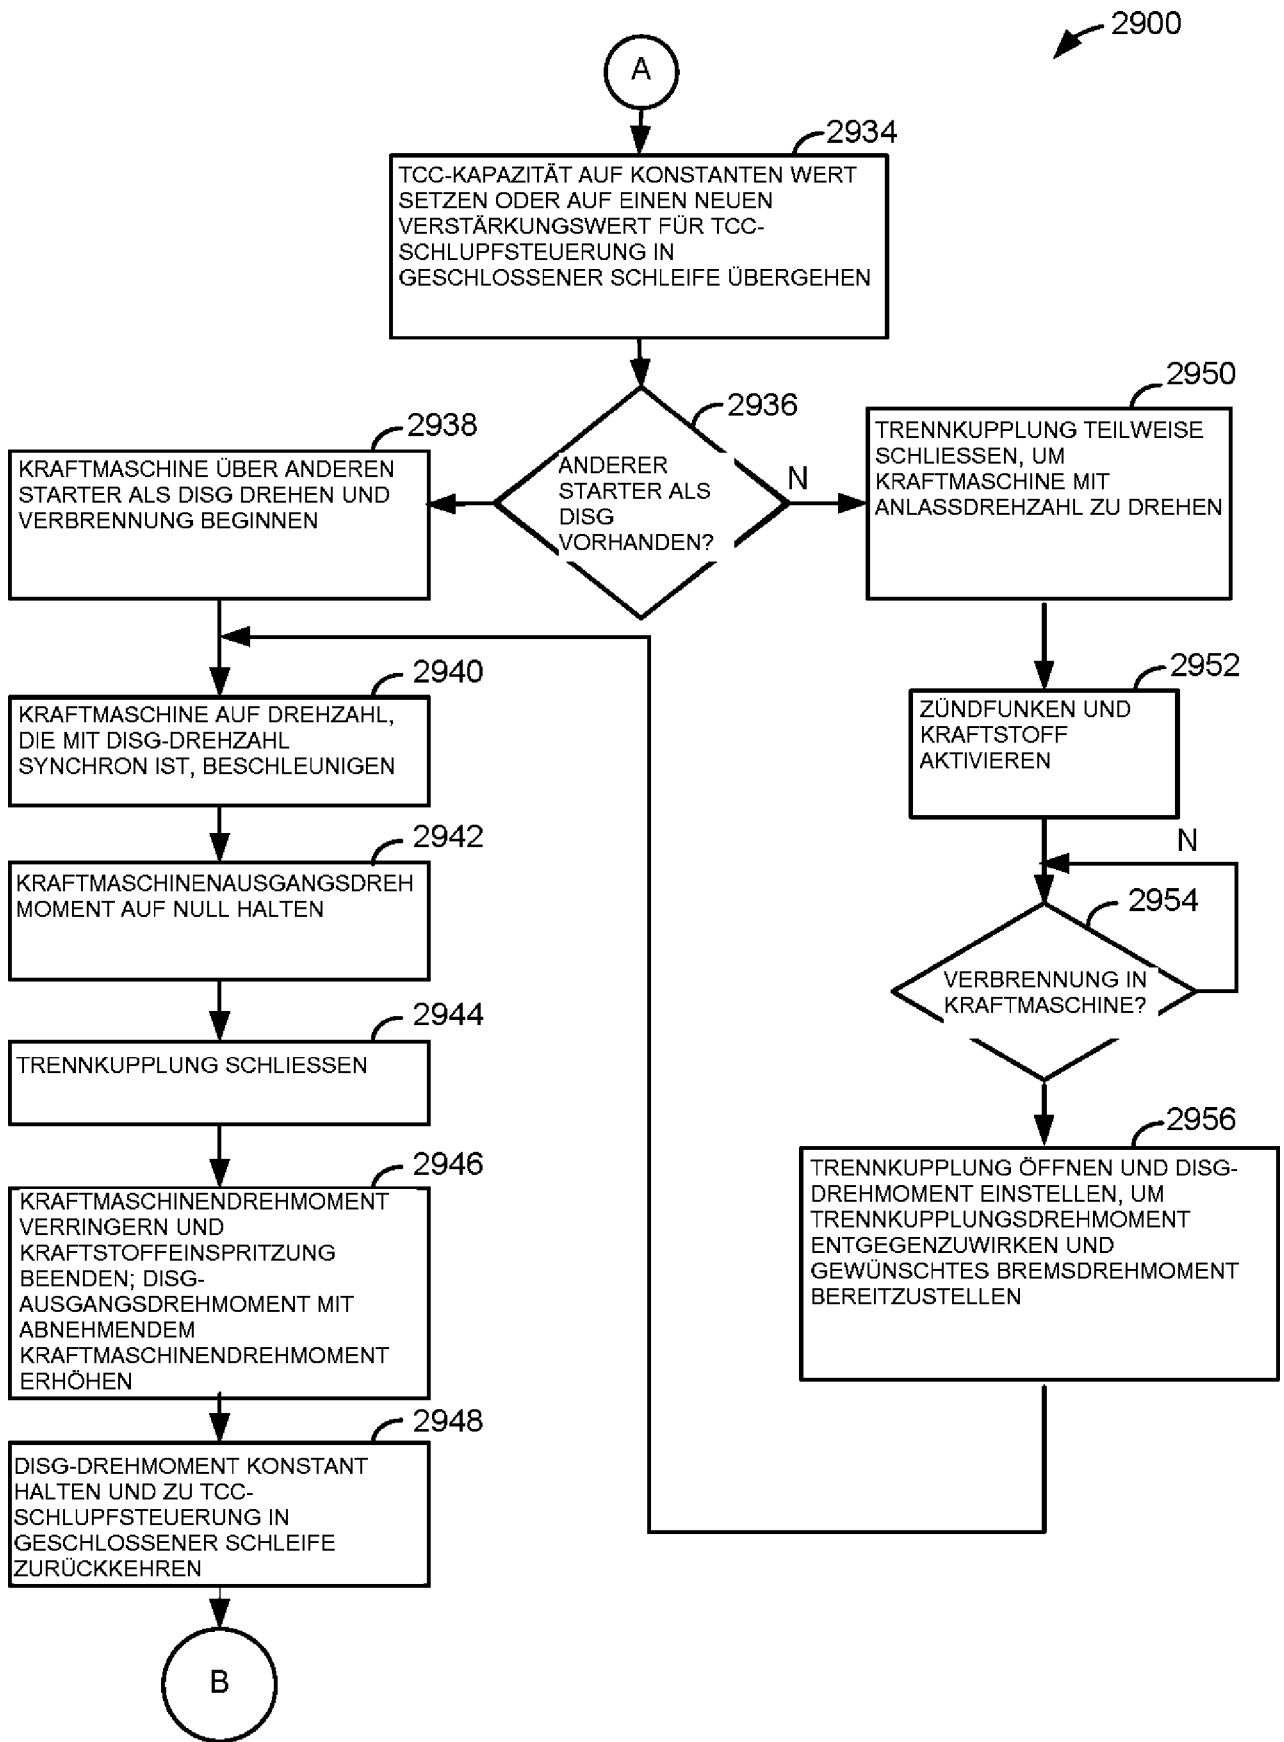 2900
A
2934
TCC-KAPAZITÄT AUF KONSTANTEN WERT
SETZEN ODER AUF EINEN NEUEN
VERSTÄRKUNGSWERT FÜR TCC-
SCHLUPFSTEUERUNG IN
GESCHLOSSENER SCHLEIFE ÜBERGEHEN
2936
ANDERER
STARTER ALS
DISG
VORHANDEN?
N
2938
KRAFTMASCHINE ÜBER ANDEREN
STARTER ALS DISG DREHEN UND
VERBRENNUNG BEGINNEN
2950
TRENNKUPPLUNG TEILWEISE
SCHLIESSEN, UM
KRAFTMASCHINE MIT
ANLASSDREHZAHL ZU DREHEN
2940
KRAFTMASCHINE AUF DREHZAHL,
DIE MIT DISG-DREHZAHL
SYNCHRON IST, BESCHLEUNIGEN
2952
ZÜNDFUNKEN UND
KRAFTSTOFF
AKTIVIEREN
2942
KRAFTMASCHINENAUSGANGSDREH
MOMENT AUF NULL HALTEN
N
2954
VERBRENNUNG IN
KRAFTMASCHINE?
2944
TRENNKUPPLUNG SCHLIESSEN
2956
TRENNKUPPLUNG ÖFFNEN UND DISG-
DREHMOMENT EINSTELLEN, UM
TRENNKUPPLUNGSDREHMOMENT
ENTGEGENZUWIRKEN UND
GEWÜNSCHTES BREMSDREHMOMENT
BEREITZUSTELLEN
2946
KRAFTMASCHINENDREHMOMENT
VERRINGERN UND
KRAFTSTOFFEINSPRITZUNG
BEENDEN; DISG-
AUSGANGSDREHMOMENT MIT
ABNEHMENDEM
KRAFTMASCHINENDREHMOMENT
ERHÖHEN
2948
DISG-DREHMOMENT KONSTANT
HALTEN UND ZU TCC-
SCHLUPFSTEUERUNG IN
GESCHLOSSENER SCHLEIFE
ZURÜCKKEHREN
B